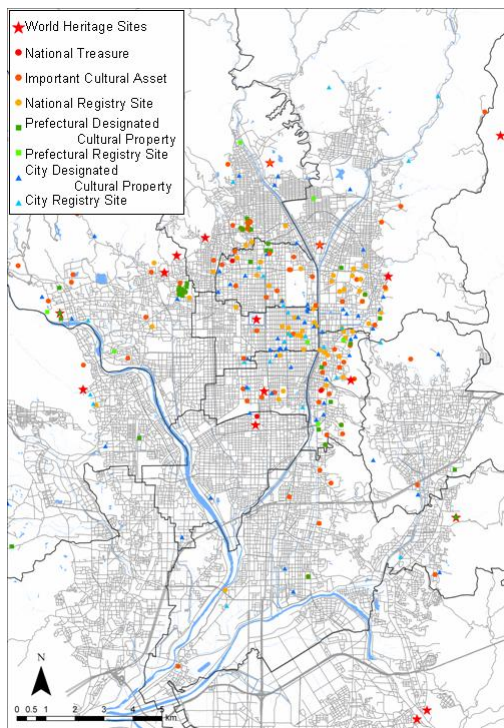 World Heritage Sites
National Treasure
Important Cultural Asset
National Registry Site
Prefectural Designated
Cultural Property
Prefectural Registry Site
City Designated
Cultural Property
City Registry Site
N
0 0.5 1 2 3 4 5
km